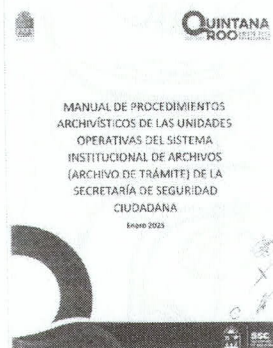 QUINTANA
ROO
MANUAL DE PROCEDIMIENTOS
ARCHIVÍSTICOS DE LAS UNIDADES
OPERATIVAS DEL SISTEMA
INSTITUCIONAL DE ARCHIVOS
(ARCHIVO DE TRÁMITE) DE LA
SECRETARÍA DE SEGURIDAD
CIUDADANA
Enero 2025
SSC